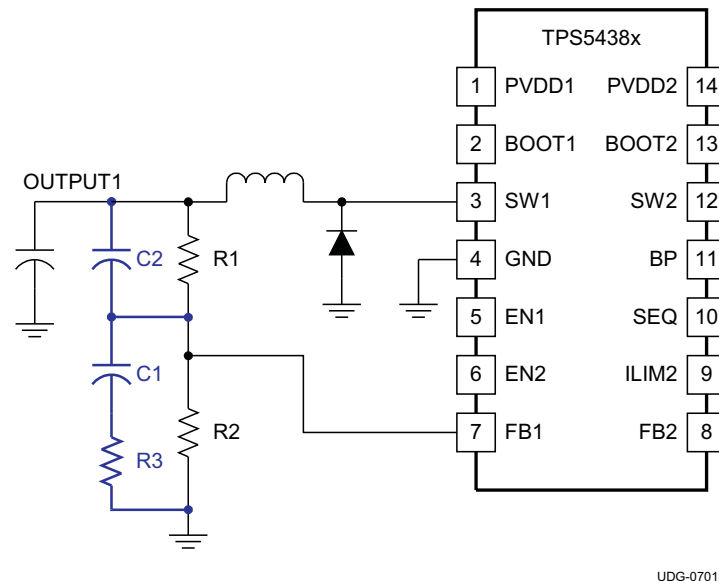 TPS5438x
1 PVDD1 PVDD2 14
2 BOOT1 BOOT2 13
OUTPUT1
3 SW1 SW2 12
C2 R1
4 GND BP 11
5 EN1 SEQ 10
C1
6 EN2 ILIM2 9
R3 R2
7 FB1 FB2 8
UDG-0701